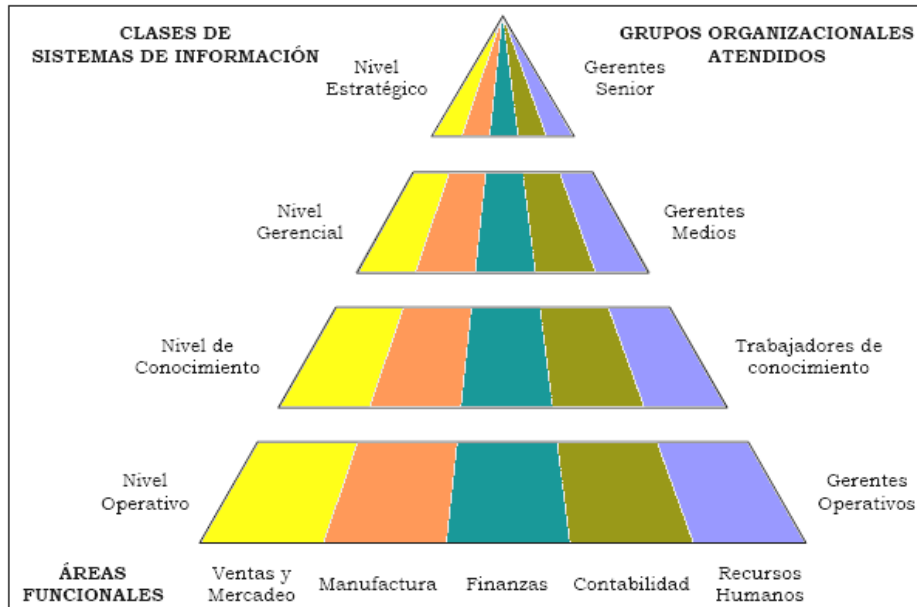 CLASES DE
SISTEMAS DE INFORMACIÓN
GRUPOS ORGANIZACIONALES
ATENDIDOS
Nivel
Estratégico
Gerentes
Senior
Nivel
Gerencial
Gerentes
Medios
Nivel de
Conocimiento
Trabajadores de
conocimiento
Nivel
Operativo
Gerentes
Operativos
ÁREAS
FUNCIONALES
Ventas y
Mercadeo
Manufactura
Finanzas
Contabilidad
Recursos
Humanos